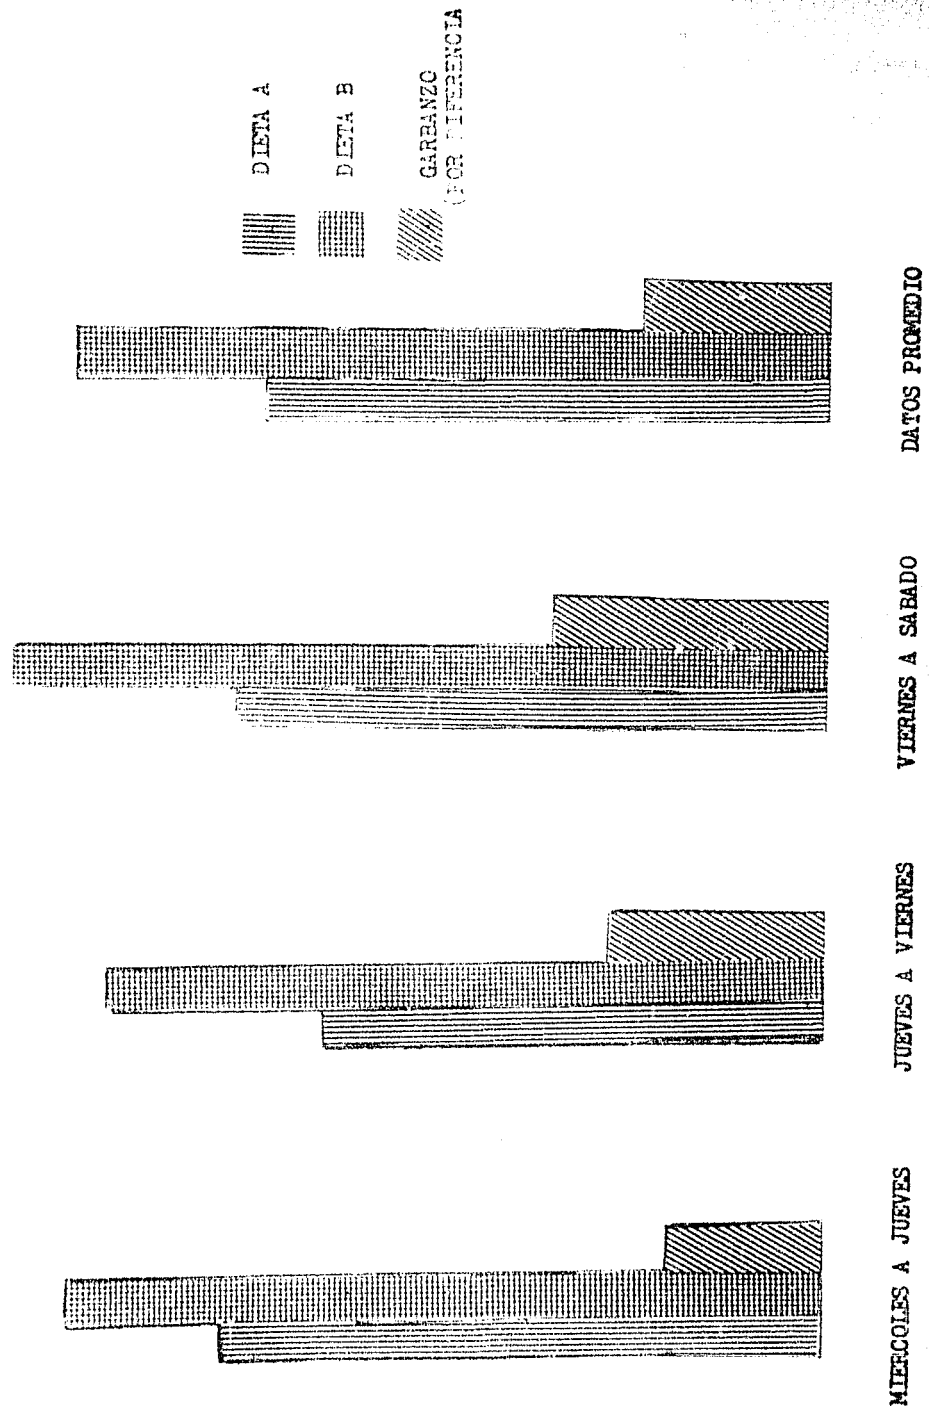 DIETA A
DIETA B
GARBANZO
(POR DIFERENCIA
MIERCOLES A JUEVES
JUEVES A VIERNES
VIERNES A SABADO
DATOS PROMEDIO